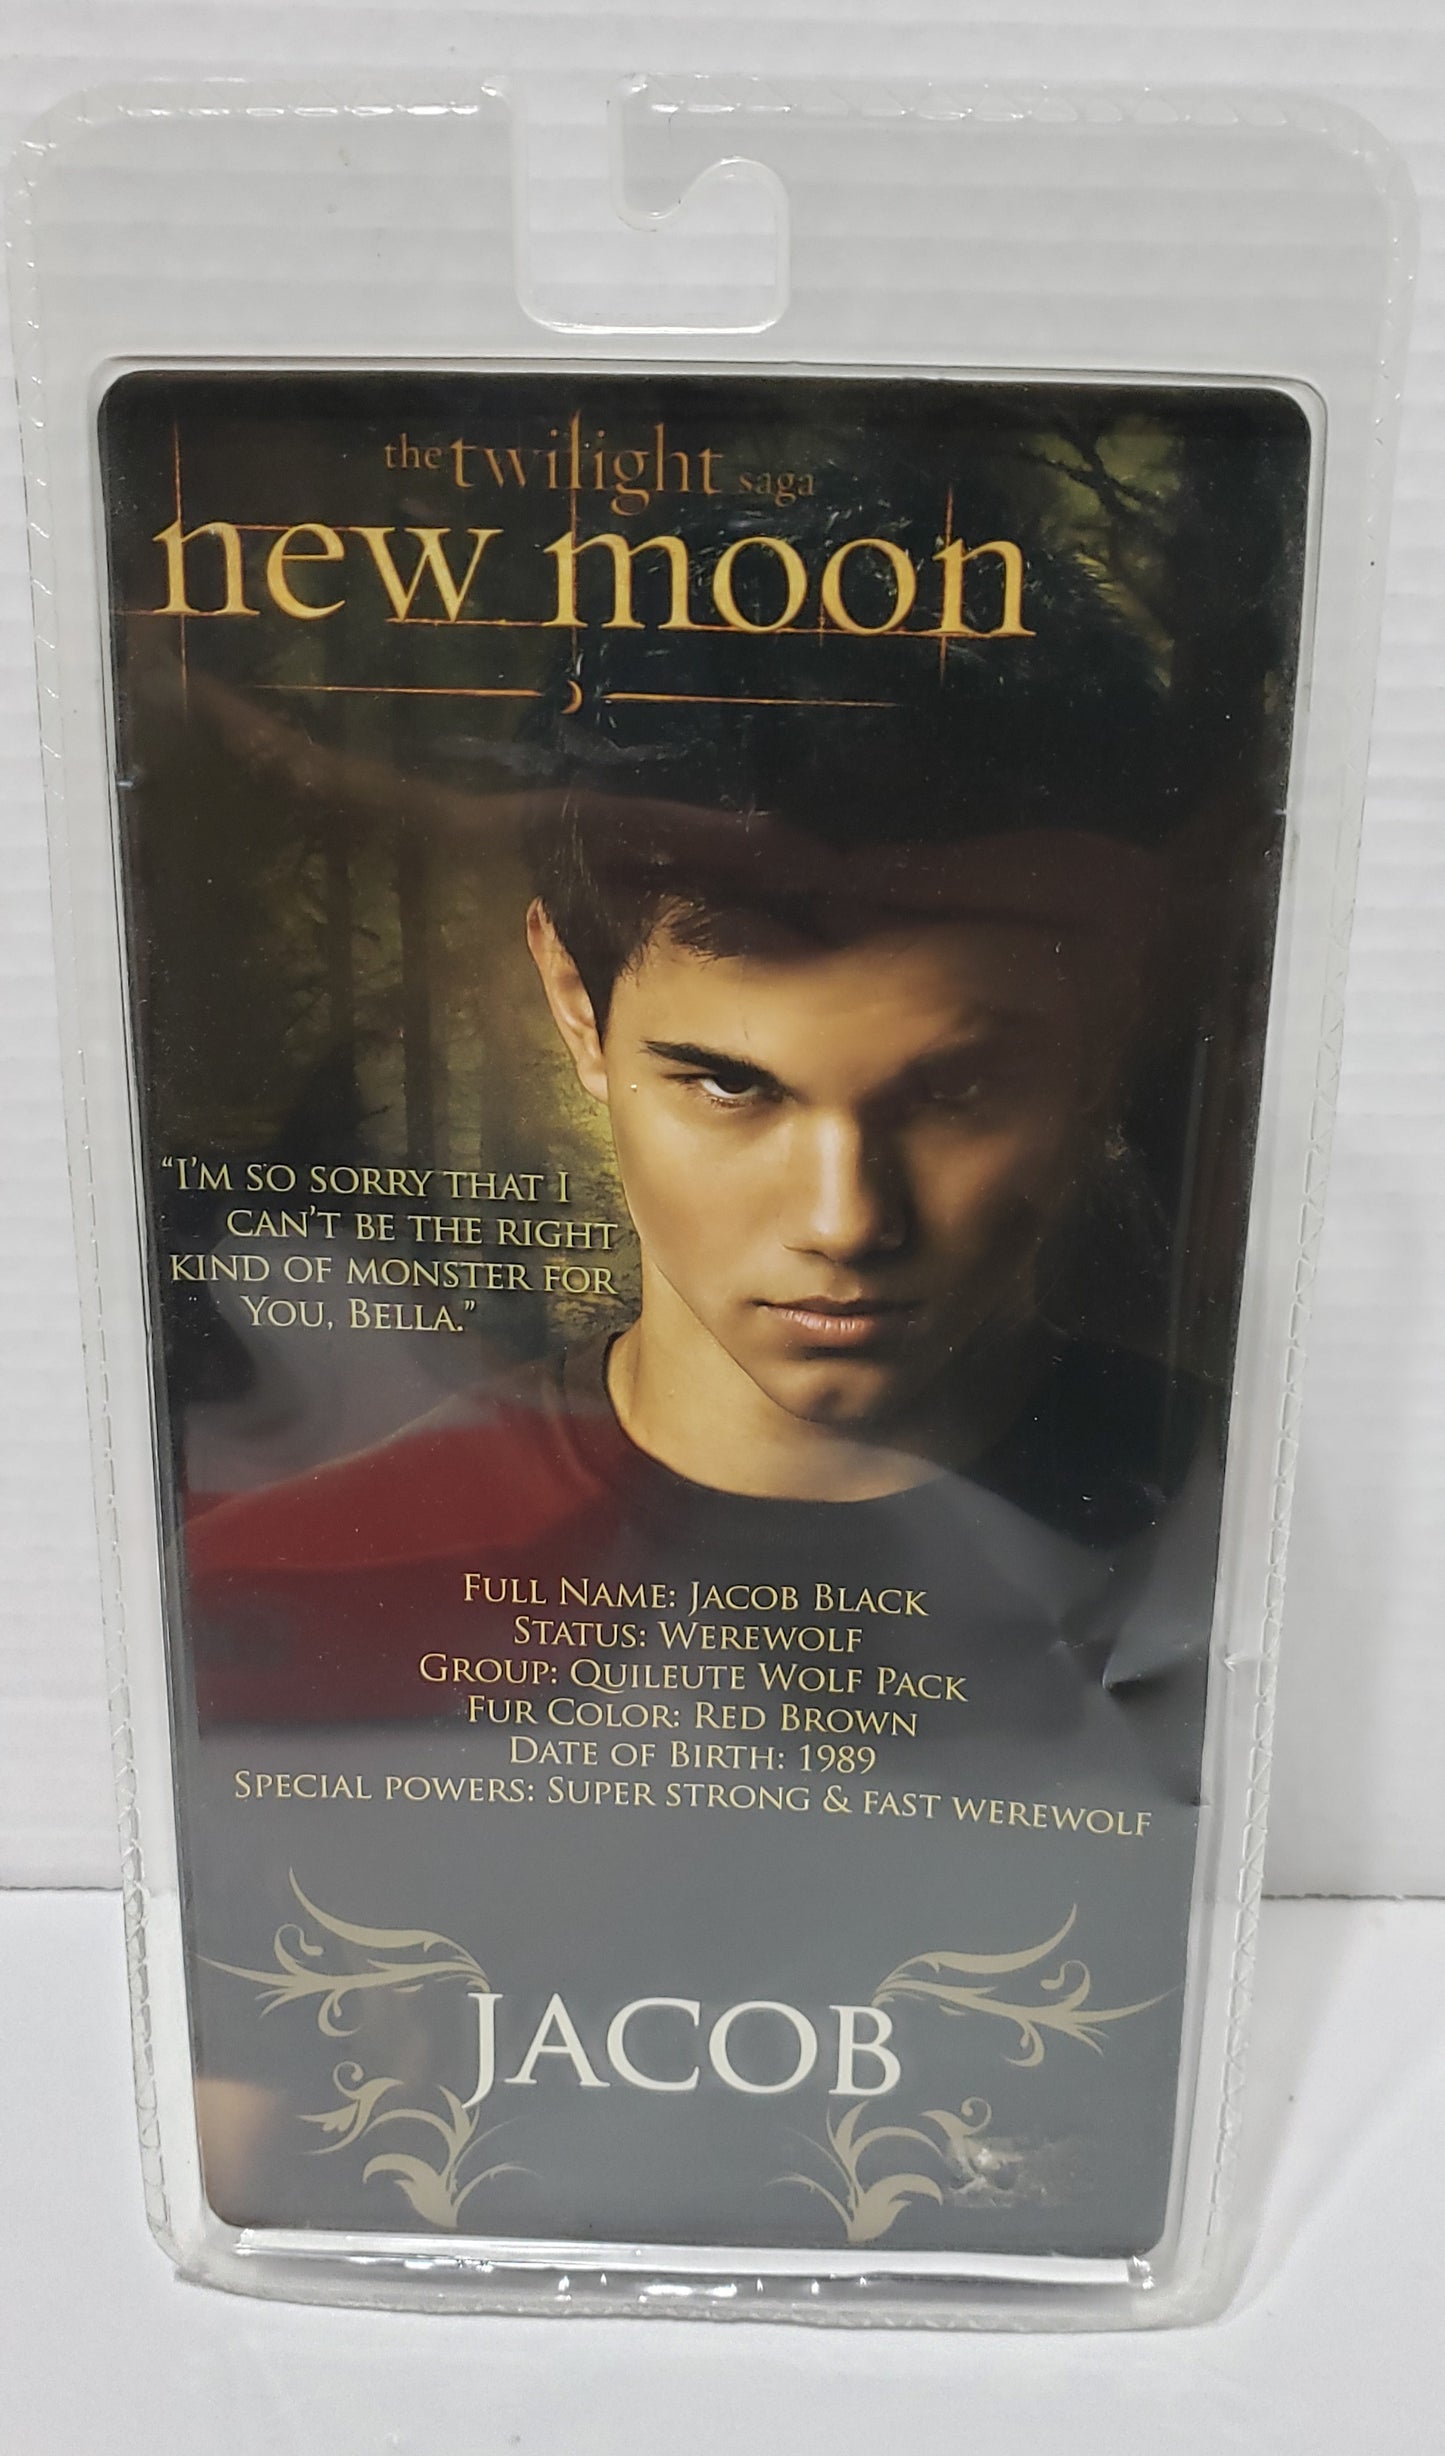 the twilight saga
new moon
“I’M SO SORRY THAT I
CAN’T BE THE RIGHT
KIND OF MONSTER FOR
YOU, BELLA.”
FULL NAME: JACOB BLACK
STATUS: WEREWOLF
GROUP: QUILEUTE WOLF PACK
FUR COLOR: RED BROWN
DATE OF BIRTH: 1989
SPECIAL POWERS: SUPER STRONG & FAST WEREWOLF
JACOB